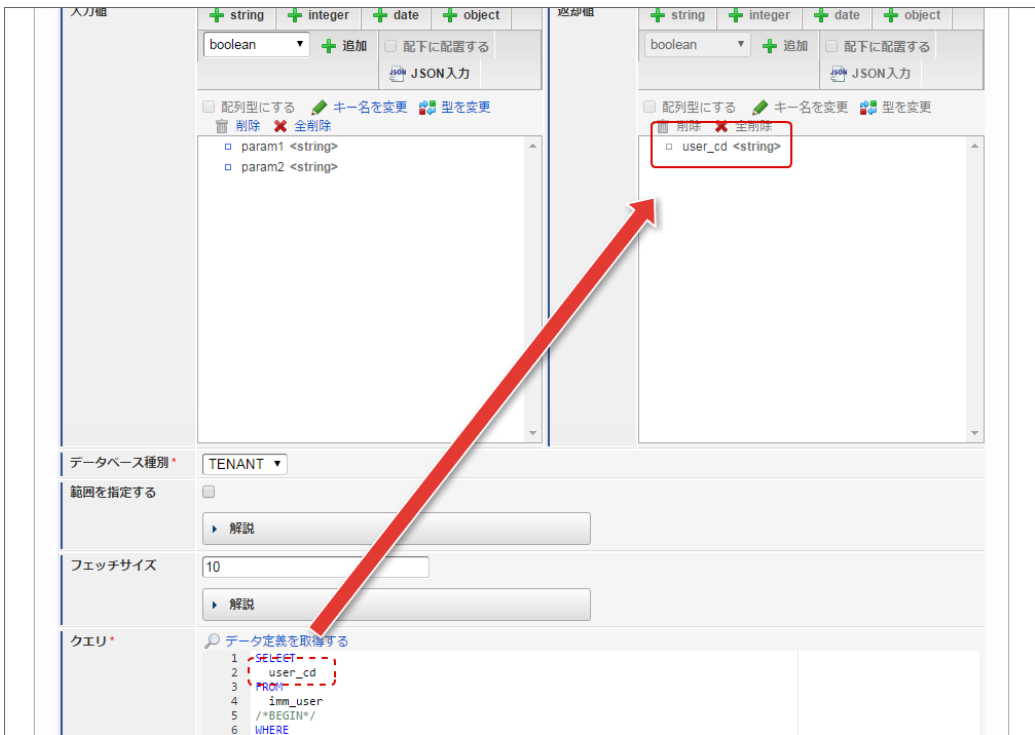 入力値
string integer date object
boolean 追加 配下に配置する
JSON入力
配列型にする キー名を変更 型を変更
削除 全削除
param1 <string>
param2 <string>
返却値
string integer date object
boolean 追加 配下に配置する
JSON入力
配列型にする キー名を変更 型を変更
削除 全削除
user_cd <string>
データベース種別* TENANT
範囲を指定する
解説
フェッチサイズ 10
解説
クエリ* データ定義を取得する
1 SELECT
2 user_cd
3 FROM
4 imm_user
5 /*BEGIN*/
6 WHERE